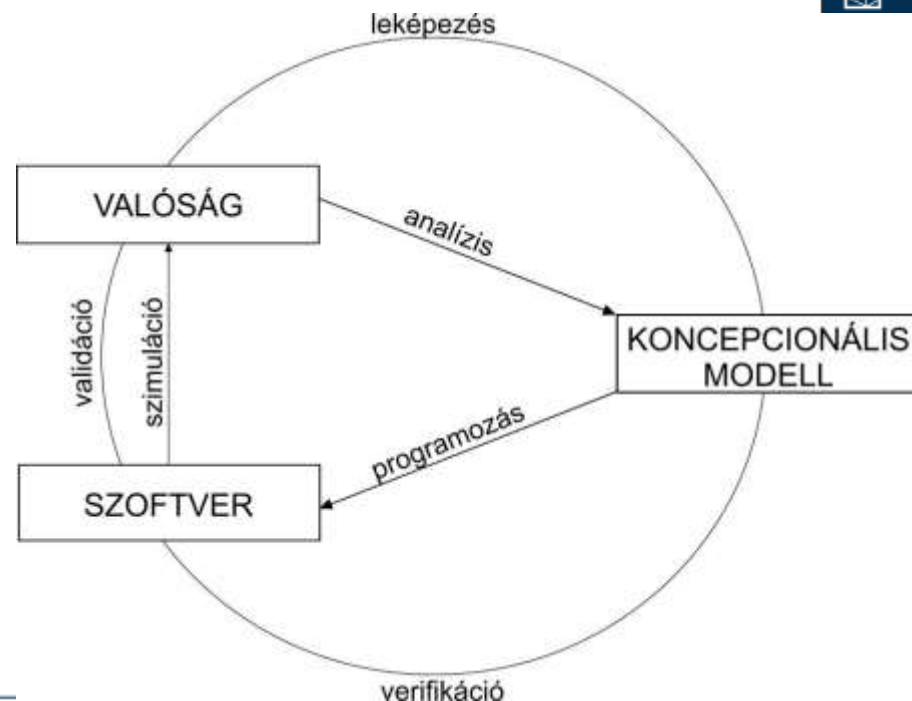 leképezés
VALÓSÁG
analízis
validáció
szimuláció
KONCEPCIONÁLIS
MODELL
programozás
SZOFTVER
verifikáció